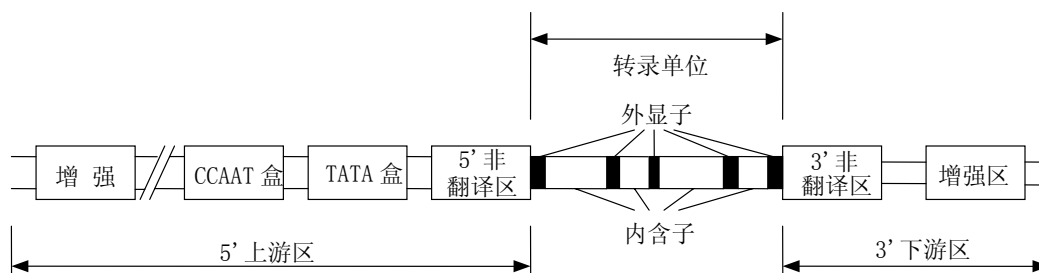 转录单位
外显子
增 强
CCAAT 盒
TATA 盒
5'非
翻译区
3'非
翻译区
增强区
内含子
5'上游区
3'下游区